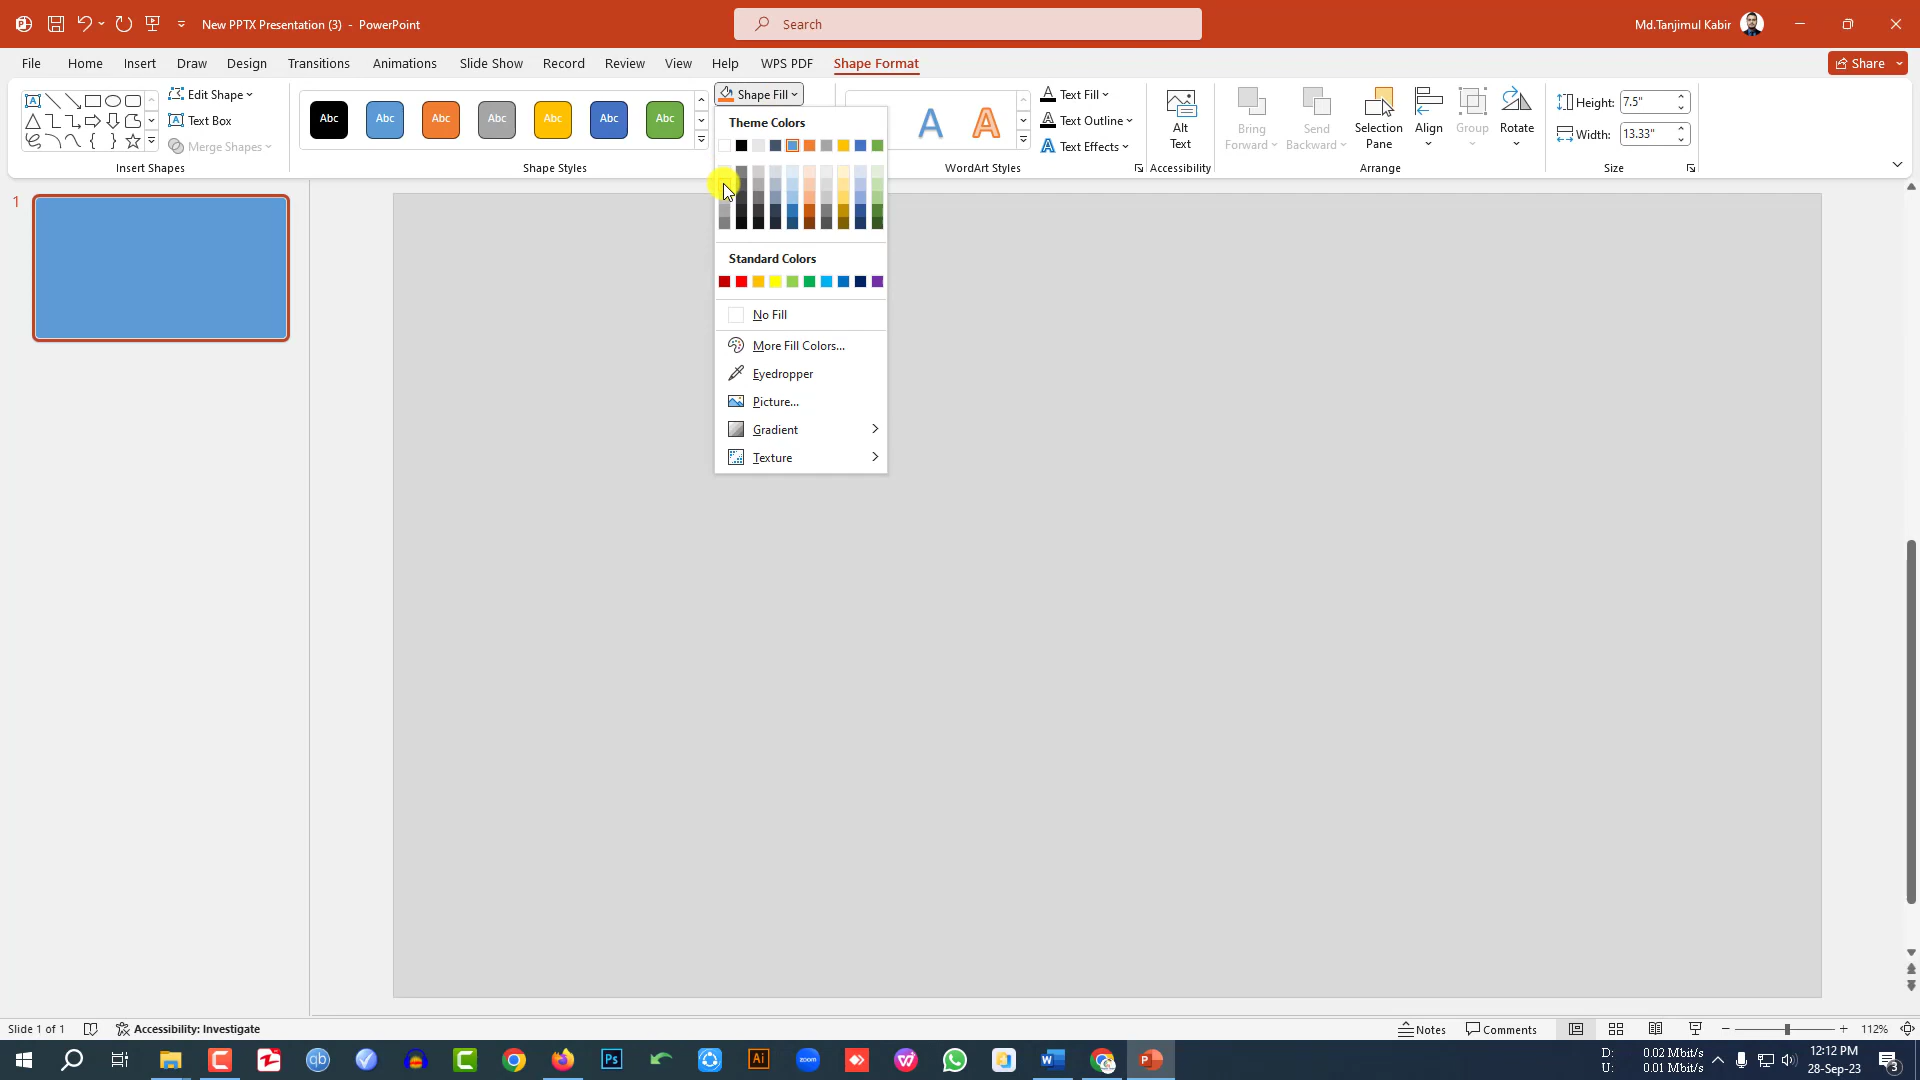 New PPTX Presentation (3) - PowerPoint
Search
Md.Tanjimul Kabir
File Home Insert Draw Design Transitions Animations Slide Show Record Review View Help WPS PDF Shape Format
Share
Edit Shape
Text Box
Merge Shapes
Insert Shapes
Abc Abc Abc Abc Abc Abc Abc
Shape Styles
Shape Fill
Theme Colors
Standard Colors
No Fill
More Fill Colors...
Eyedropper
Picture...
Gradient
Texture
A A
WordArt Styles
Text Fill
Text Outline
Text Effects
Alt Text
Accessibility
Bring Forward
Send Backward
Selection Pane
Align
Group
Rotate
Arrange
Height: 7.5"
Width: 13.33"
Size
1
Slide 1 of 1
Accessibility: Investigate
Notes
Comments
112%
qb
Ps
Ai
zoom
D: 0.02 Mbit/s
U: 0.01 Mbit/s
12:12 PM
28-Sep-23
3